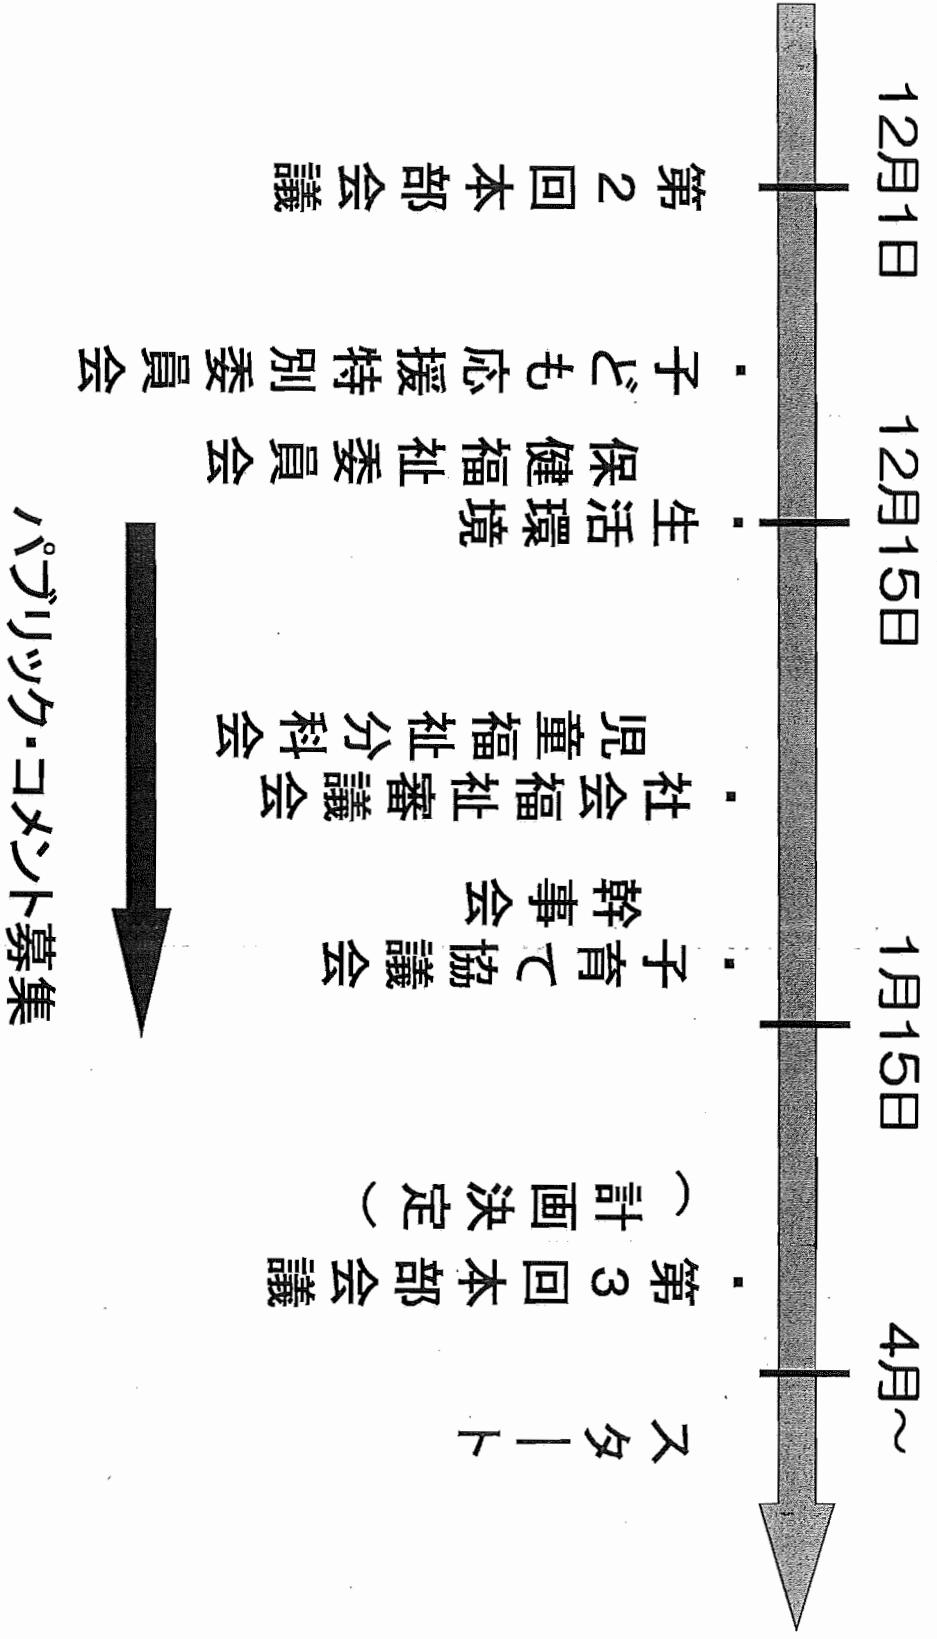 12月1日
12月15日
1月15日
4月～
第2回本部会議
・子ども応援特別委員会
・生活環境
保健福祉委員会
・社会福祉審議会
児童福祉分科会
・子育て協議会
幹事会
・第3回本部会議
（計画決定）
スタート
パブリック・コメント募集